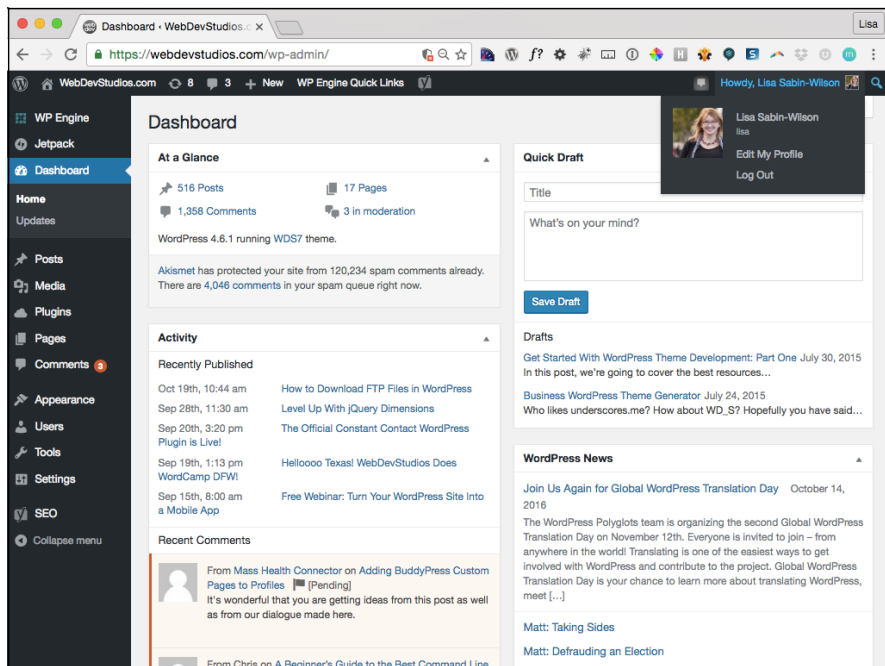 Dashboard ‹ WebDevStudios.c
Lisa
https://webdevstudios.com/wp-admin/
WebDevStudios.com 8 3 + New WP Engine Quick Links
Howdy, Lisa Sabin-Wilson
Lisa Sabin-Wilson
lisa
Edit My Profile
Log Out
WP Engine
Jetpack
Dashboard
Home
Updates
Posts
Media
Plugins
Pages
Comments 3
Appearance
Users
Tools
Settings
SEO
Collapse menu
Dashboard
At a Glance
516 Posts 17 Pages
1,358 Comments 3 in moderation
WordPress 4.6.1 running WDS7 theme.
Akismet has protected your site from 120,234 spam comments already.
There are 4,046 comments in your spam queue right now.
Activity
Recently Published
Oct 19th, 10:44 am How to Download FTP Files in WordPress
Sep 28th, 11:30 am Level Up With jQuery Dimensions
Sep 20th, 3:20 pm The Official Constant Contact WordPress
Plugin is Live!
Sep 19th, 1:13 pm Helloooo Texas! WebDevStudios Does
WordCamp DFW!
Sep 15th, 8:00 am Free Webinar: Turn Your WordPress Site Into
a Mobile App
Recent Comments
From Mass Health Connector on Adding BuddyPress Custom
Pages to Profiles [Pending]
It's wonderful that you are getting ideas from this post as well
as from our dialogue made here.
From Chris on A Beginner's Guide to the Best Command Line
Quick Draft
Title
What's on your mind?
Save Draft
Drafts
Get Started With WordPress Theme Development: Part One July 30, 2015
In this post, we're going to cover the best resources…
Business WordPress Theme Generator July 24, 2015
Who likes underscores.me? How about WD_S? Hopefully you have said…
WordPress News
Join Us Again for Global WordPress Translation Day October 14,
2016
The WordPress Polyglots team is organizing the second Global WordPress
Translation Day on November 12th. Everyone is invited to join – from
anywhere in the world! Translating is one of the easiest ways to get
involved with WordPress and contribute to the project. Global WordPress
Translation Day is your chance to learn more about translating WordPress,
meet […]
Matt: Taking Sides
Matt: Defrauding an Election